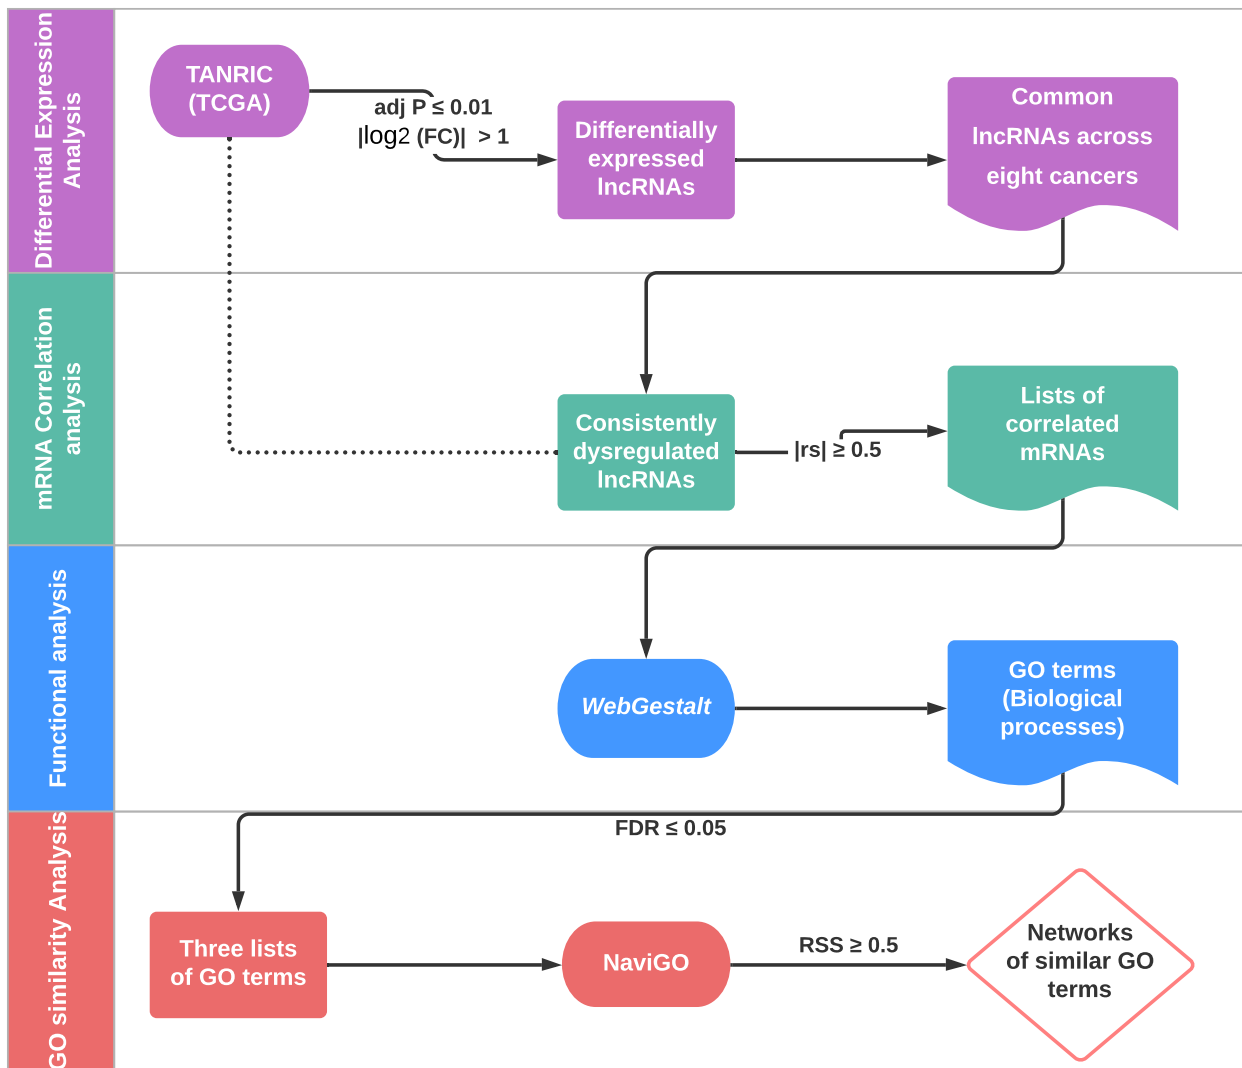 Differential Expression
Analysis
TANRIC
(TCGA)
adj P ≤ 0.01
|log2 (FC)| > 1
Differentially
expressed
lncRNAs
Common
lncRNAs across
eight cancers
mRNA Correlation
analysis
Consistently
dysregulated
lncRNAs
|rs| ≥ 0.5
Lists of
correlated
mRNAs
Functional analysis
WebGestalt
GO terms
(Biological
processes)
GO similarity Analysis
FDR ≤ 0.05
Three lists
of GO terms
NaviGO
RSS ≥ 0.5
Networks
of similar GO
terms